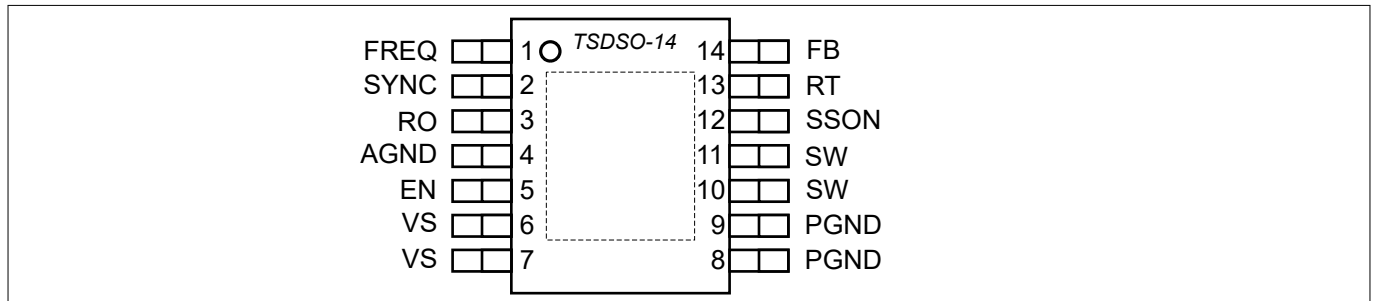 FREQ 1 TSDSO-14 14 FB
SYNC 2 13 RT
RO 3 12 SSON
AGND 4 11 SW
EN 5 10 SW
VS 6 9 PGND
VS 7 8 PGND